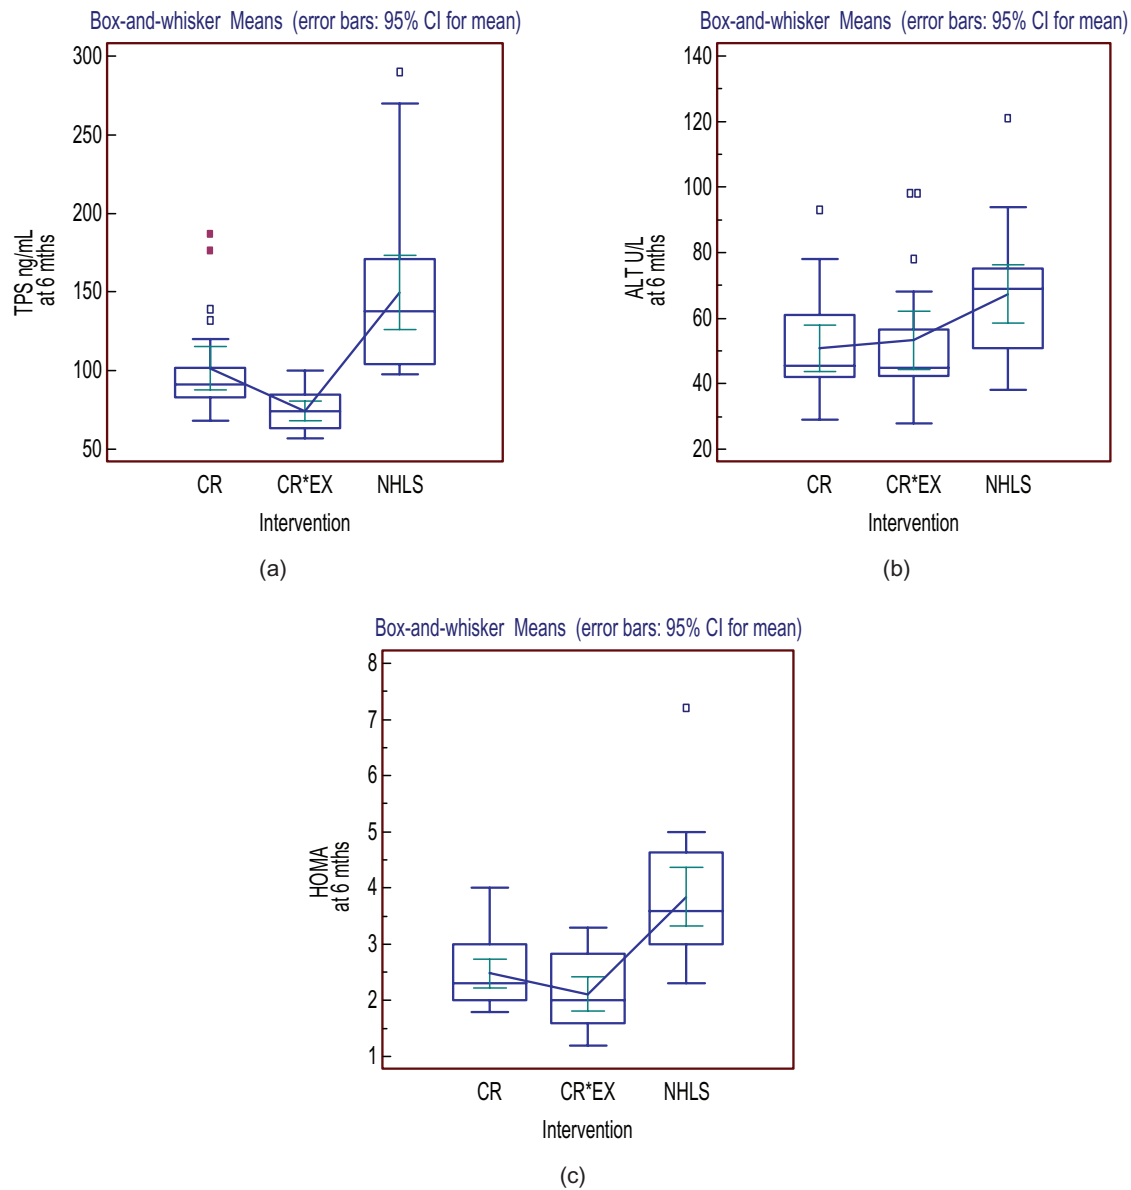 Box-and-whisker Means (error bars: 95% CI for mean)
300
250
200
150
100
50
TPS ng/mL
at 6 mths
CR CR*EX NHLS
Intervention
(a)
Box-and-whisker Means (error bars: 95% CI for mean)
140
120
100
80
60
40
20
ALT U/L
at 6 mths
CR CR*EX NHLS
Intervention
(b)
Box-and-whisker Means (error bars: 95% CI for mean)
8
7
6
5
4
3
2
1
HOMA
at 6 mths
CR CR*EX NHLS
Intervention
(c)